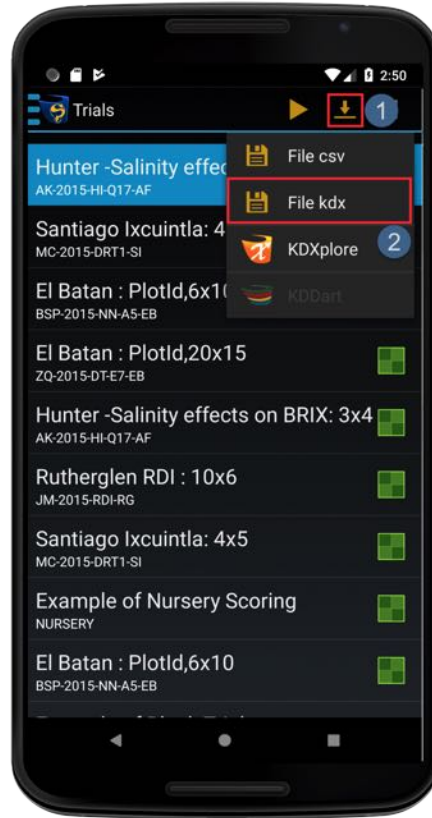 2:50
Trials
1
File csv
Hunter -Salinity effec
AK-2015-HI-Q17-AF
File kdx
Santiago Ixcuintla: 4
MC-2015-DRT1-SI
KDXplore
2
El Batan : PlotId,6x10
BSP-2015-NN-A5-EB
KDDart
El Batan : PlotId,20x15
ZQ-2015-DT-E7-EB
Hunter -Salinity effects on BRIX: 3x4
AK-2015-HI-Q17-AF
Rutherglen RDI : 10x6
JM-2015-RDI-RG
Santiago Ixcuintla: 4x5
MC-2015-DRT1-SI
Example of Nursery Scoring
NURSERY
El Batan : PlotId,6x10
BSP-2015-NN-A5-EB